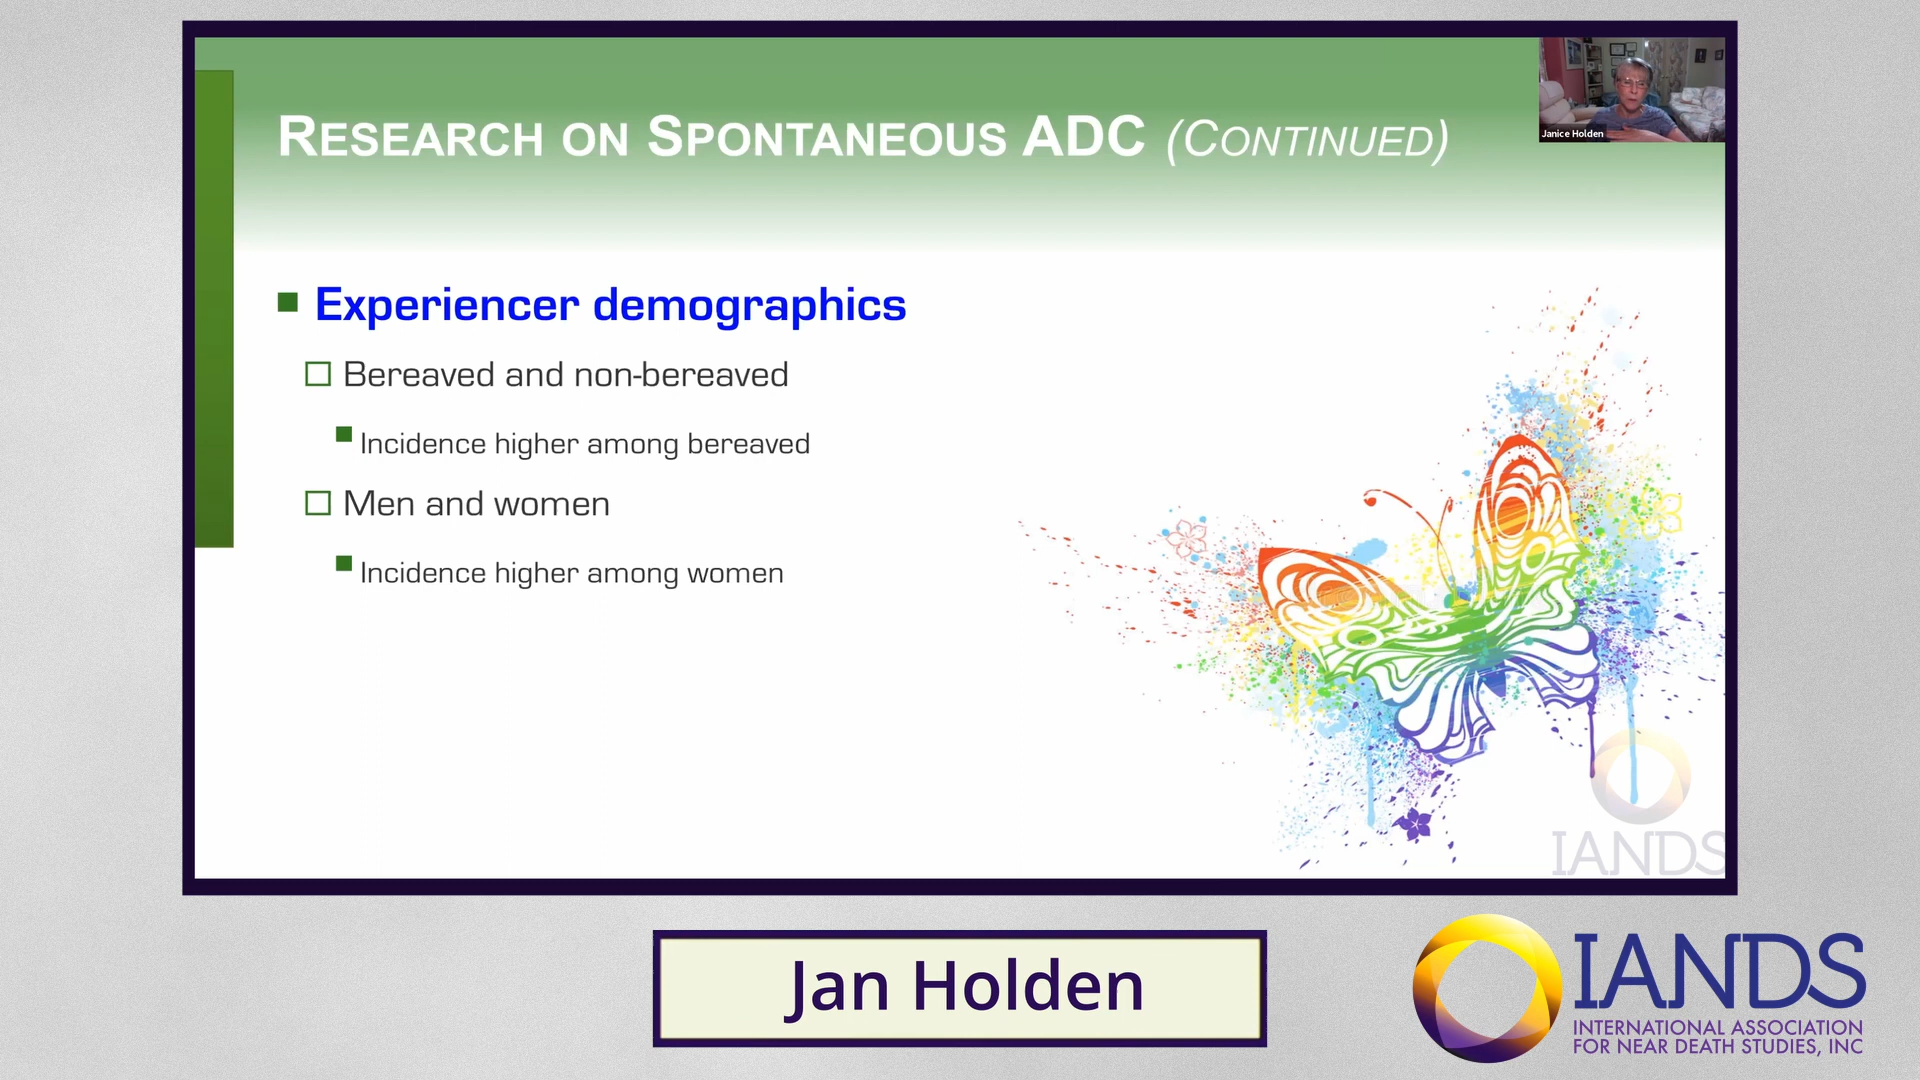 RESEARCH ON SPONTANEOUS ADC (CONTINUED)
Janice Holden
Experiencer demographics
Bereaved and non-bereaved
Incidence higher among bereaved
Men and women
Incidence higher among women
IANDS
Jan Holden
IANDS
INTERNATIONAL ASSOCIATION
FOR NEAR DEATH STUDIES, INC